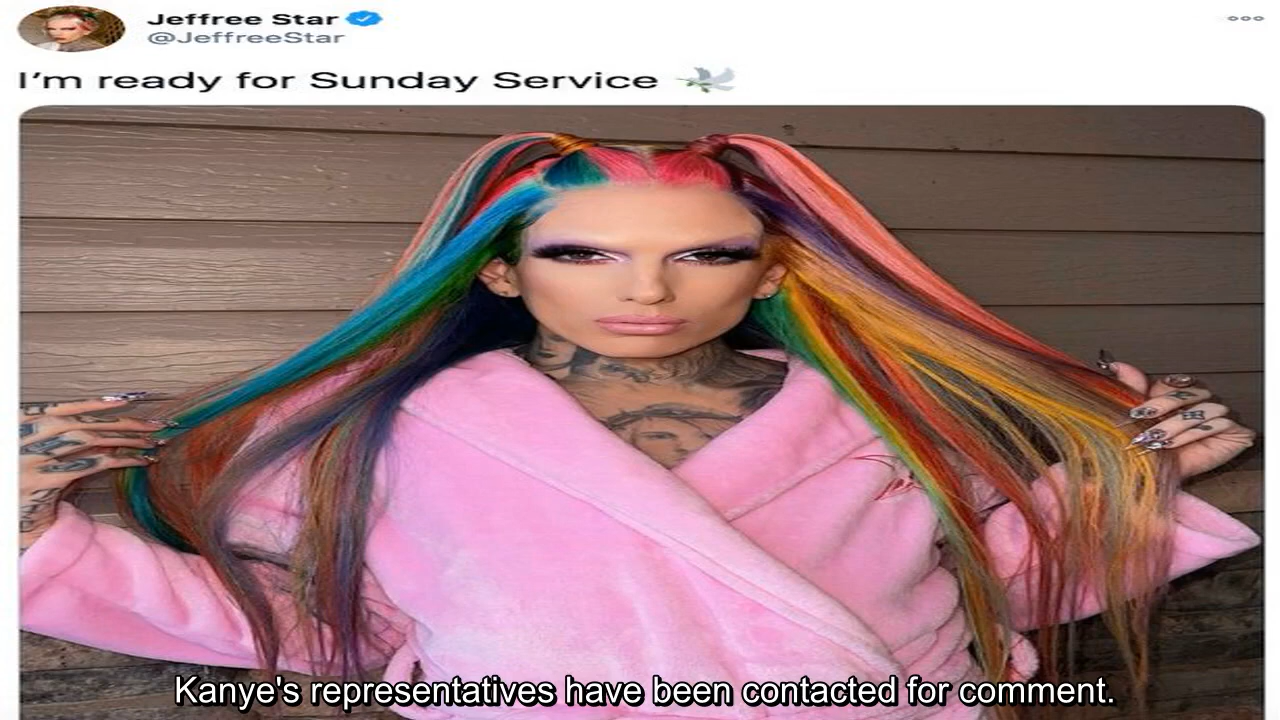 Jeffree Star
@JeffreeStar
I'm ready for Sunday Service
Kanye's representatives have been contacted for comment.